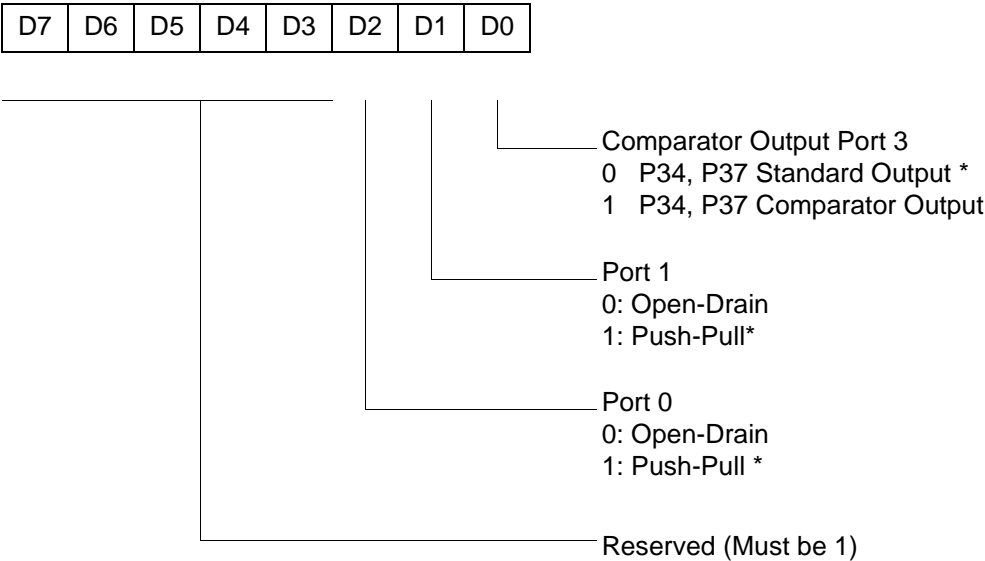 D7 D6 D5 D4 D3 D2 D1 D0
Comparator Output Port 3
0 P34, P37 Standard Output *
1 P34, P37 Comparator Output
Port 1
0: Open-Drain
1: Push-Pull*
Port 0
0: Open-Drain
1: Push-Pull *
Reserved (Must be 1)